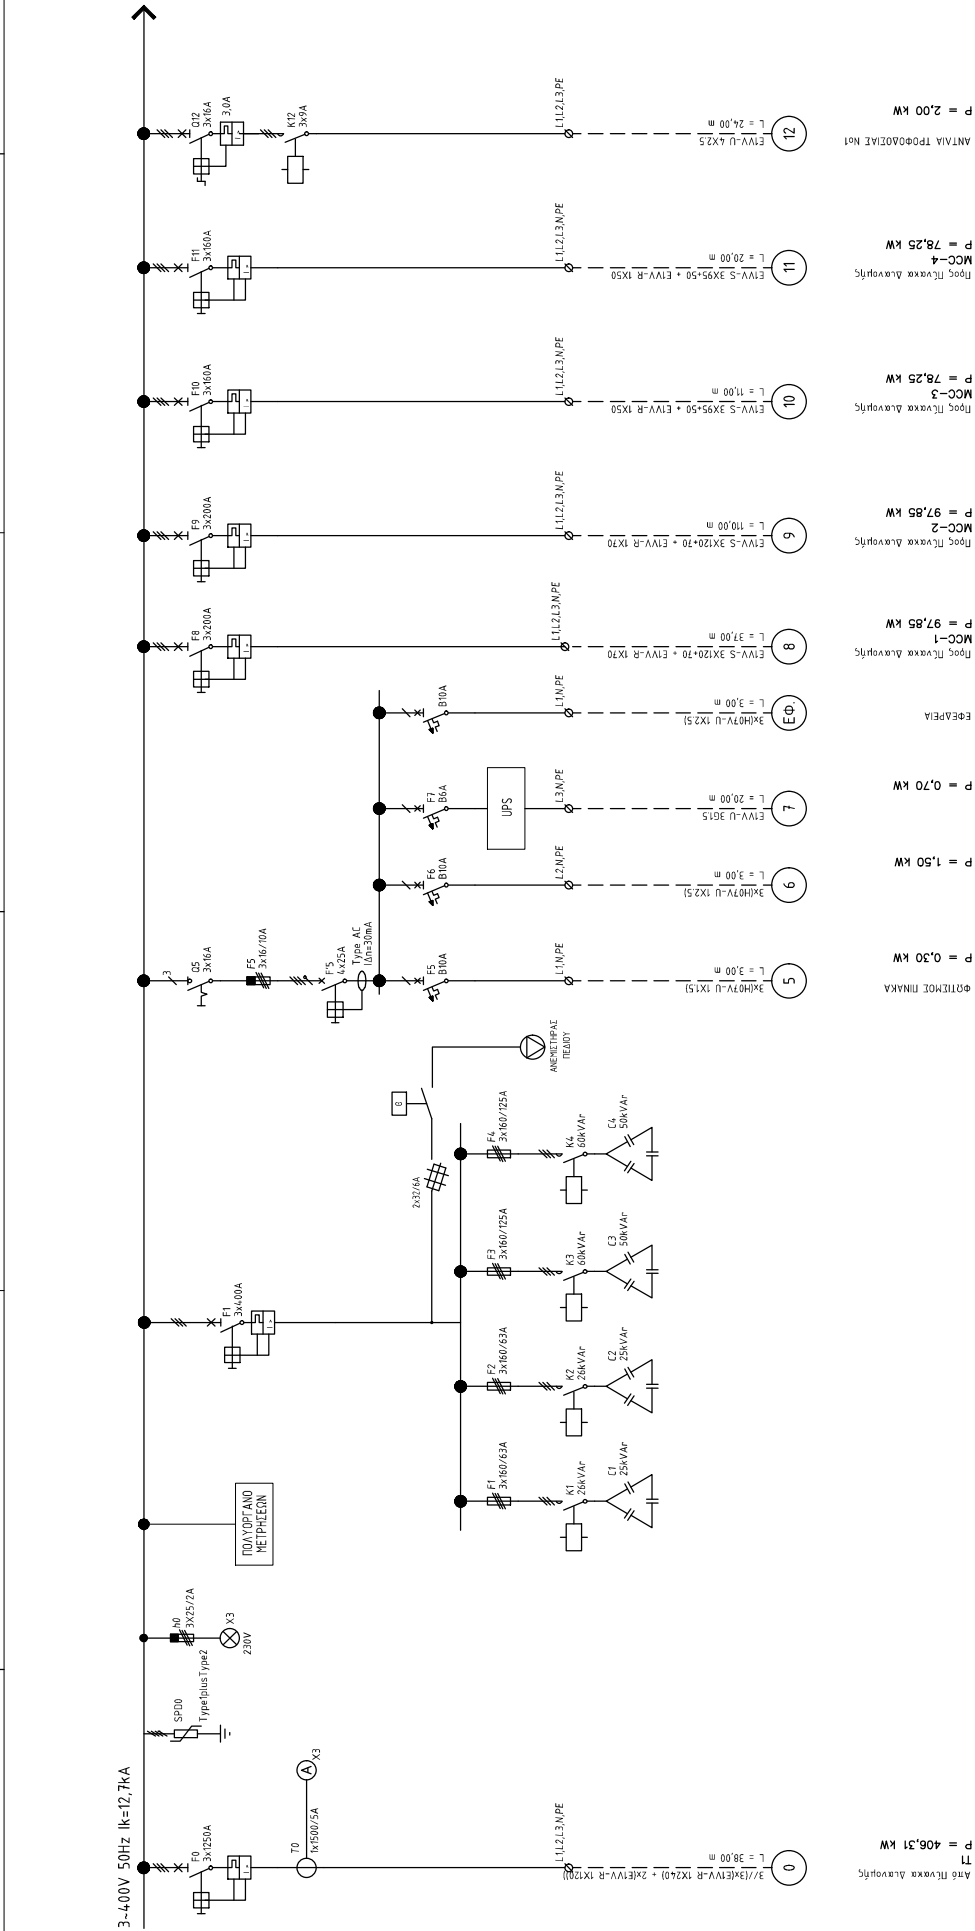 3~400V 50Hz Ik=12,7kA
F0
3x1250A
T0
1x1500/5A
A
X3
L1,L2,L3,N,PE
3//(3x(E1VV-R 1X240) + 2x(E1VV-R 1X120))
L = 38,00 m
0
Από Πίνακα Διανομής
T1
P = 406,31 kW
SPD0
Type1plusType2
h0
3X25/2A
X3
230V
ΠΟΛΥΟΡΓΑΝΟ
ΜΕΤΡΗΣΕΩΝ
F1
3x400A
F1
3x160/63A
K1
26kVAr
C1
25kVAr
F2
3x160/63A
K2
26kVAr
C2
25kVAr
F3
3x160/125A
K3
60kVAr
C3
50kVAr
F4
3x160/125A
K4
60kVAr
C4
50kVAr
2x32/6A
θ
ΑΝΕΜΙΣΤΗΡΑΣ
ΠΕΔΙΟΥ
3
Q5
3x16A
F5
3x16/10A
F'5
4x25A
Type AC
IΔn=30mA
F5
B10A
L1,N,PE
3x(H07V-U 1X1.5)
L = 3,00 m
5
ΦΩΤΙΣΜΟΣ ΠΙΝΑΚΑ
P = 0,30 kW
F6
B10A
L2,N,PE
3x(H07V-U 1X2.5)
L = 3,00 m
6
P = 1,50 kW
F7
B6A
UPS
L3,N,PE
E1VV-U 3G1.5
L = 20,00 m
7
P = 0,70 kW
B10A
L1,N,PE
3x(H07V-U 1X2.5)
L = 3,00 m
ΕΦ.
ΕΦΕΔΡΕΙΑ
F8
3x200A
L1,L2,L3,N,PE
E1VV-S 3X120+70 + E1VV-R 1X70
L = 37,00 m
8
Προς Πίνακα Διανομής
MCC-1
P = 97,85 kW
F9
3x200A
L1,L2,L3,N,PE
E1VV-S 3X120+70 + E1VV-R 1X70
L = 110,00 m
9
Προς Πίνακα Διανομής
MCC-2
P = 97,85 kW
F10
3x160A
L1,L2,L3,N,PE
E1VV-S 3X95+50 + E1VV-R 1X50
L = 11,00 m
10
Προς Πίνακα Διανομής
MCC-3
P = 78,25 kW
F11
3x160A
L1,L2,L3,N,PE
E1VV-S 3X95+50 + E1VV-R 1X50
L = 20,00 m
11
Προς Πίνακα Διανομής
MCC-4
P = 78,25 kW
Q12
3x16A
3,0A
K12
3x9A
L1,L2,L3,PE
E1VV-U 4X2.5
L = 24,00 m
12
ΑΝΤΛΙΑ ΤΡΟΦΟΔΟΣΙΑΣ Νο1
P = 2,00 kW